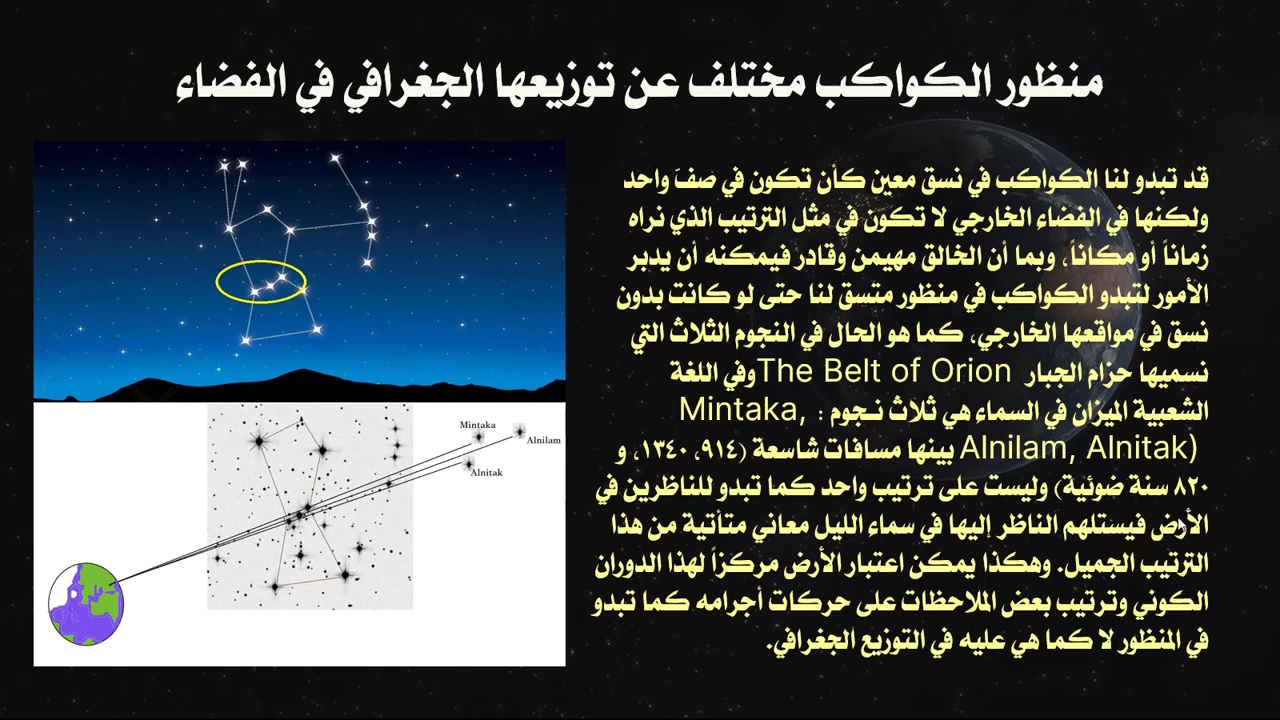 منظور الكواكب مختلف عن توزيعها الجغرافي في الفضاء
قد تبدو لنا الكواكب في نسق معين كأن تكون في صفّ واحد
ولكنها في الفضاء الخارجي لا تكون في مثل الترتيب الذي نراه
زماناً أو مكاناً، وبما أن الخالق مهيمن وقادر فيمكنه أن يدبر
الأمور لتبدو الكواكب في منظور متسق لنا حتى لو كانت بدون
نسق في مواقعها الخارجي، كما هو الحال في النجوم الثلاث التي
نسميها حزام الجبار The Belt of Orionوفي اللغة
الشعبية الميزان في السماء هي ثلاث نجوم : Mintaka,
(Alnilam, Alnitak) بينها مسافات شاسعة (٩١٤، ١٣٤٠، و
٨٢٠ سنة ضوئية) وليست على ترتيب واحد كما تبدو للناظرين في
الأرض فيستلهم الناظر إليها في سماء الليل معاني متأتية من هذا
الترتيب الجميل. وهكذا يمكن اعتبار الأرض مركزاً لهذا الدوران
الكوني وترتيب بعض الملاحظات على حركات أجرامه كما تبدو
في المنظور لا كما هي عليه في التوزيع الجغرافي.
Mintaka
Alnilam
Alnitak